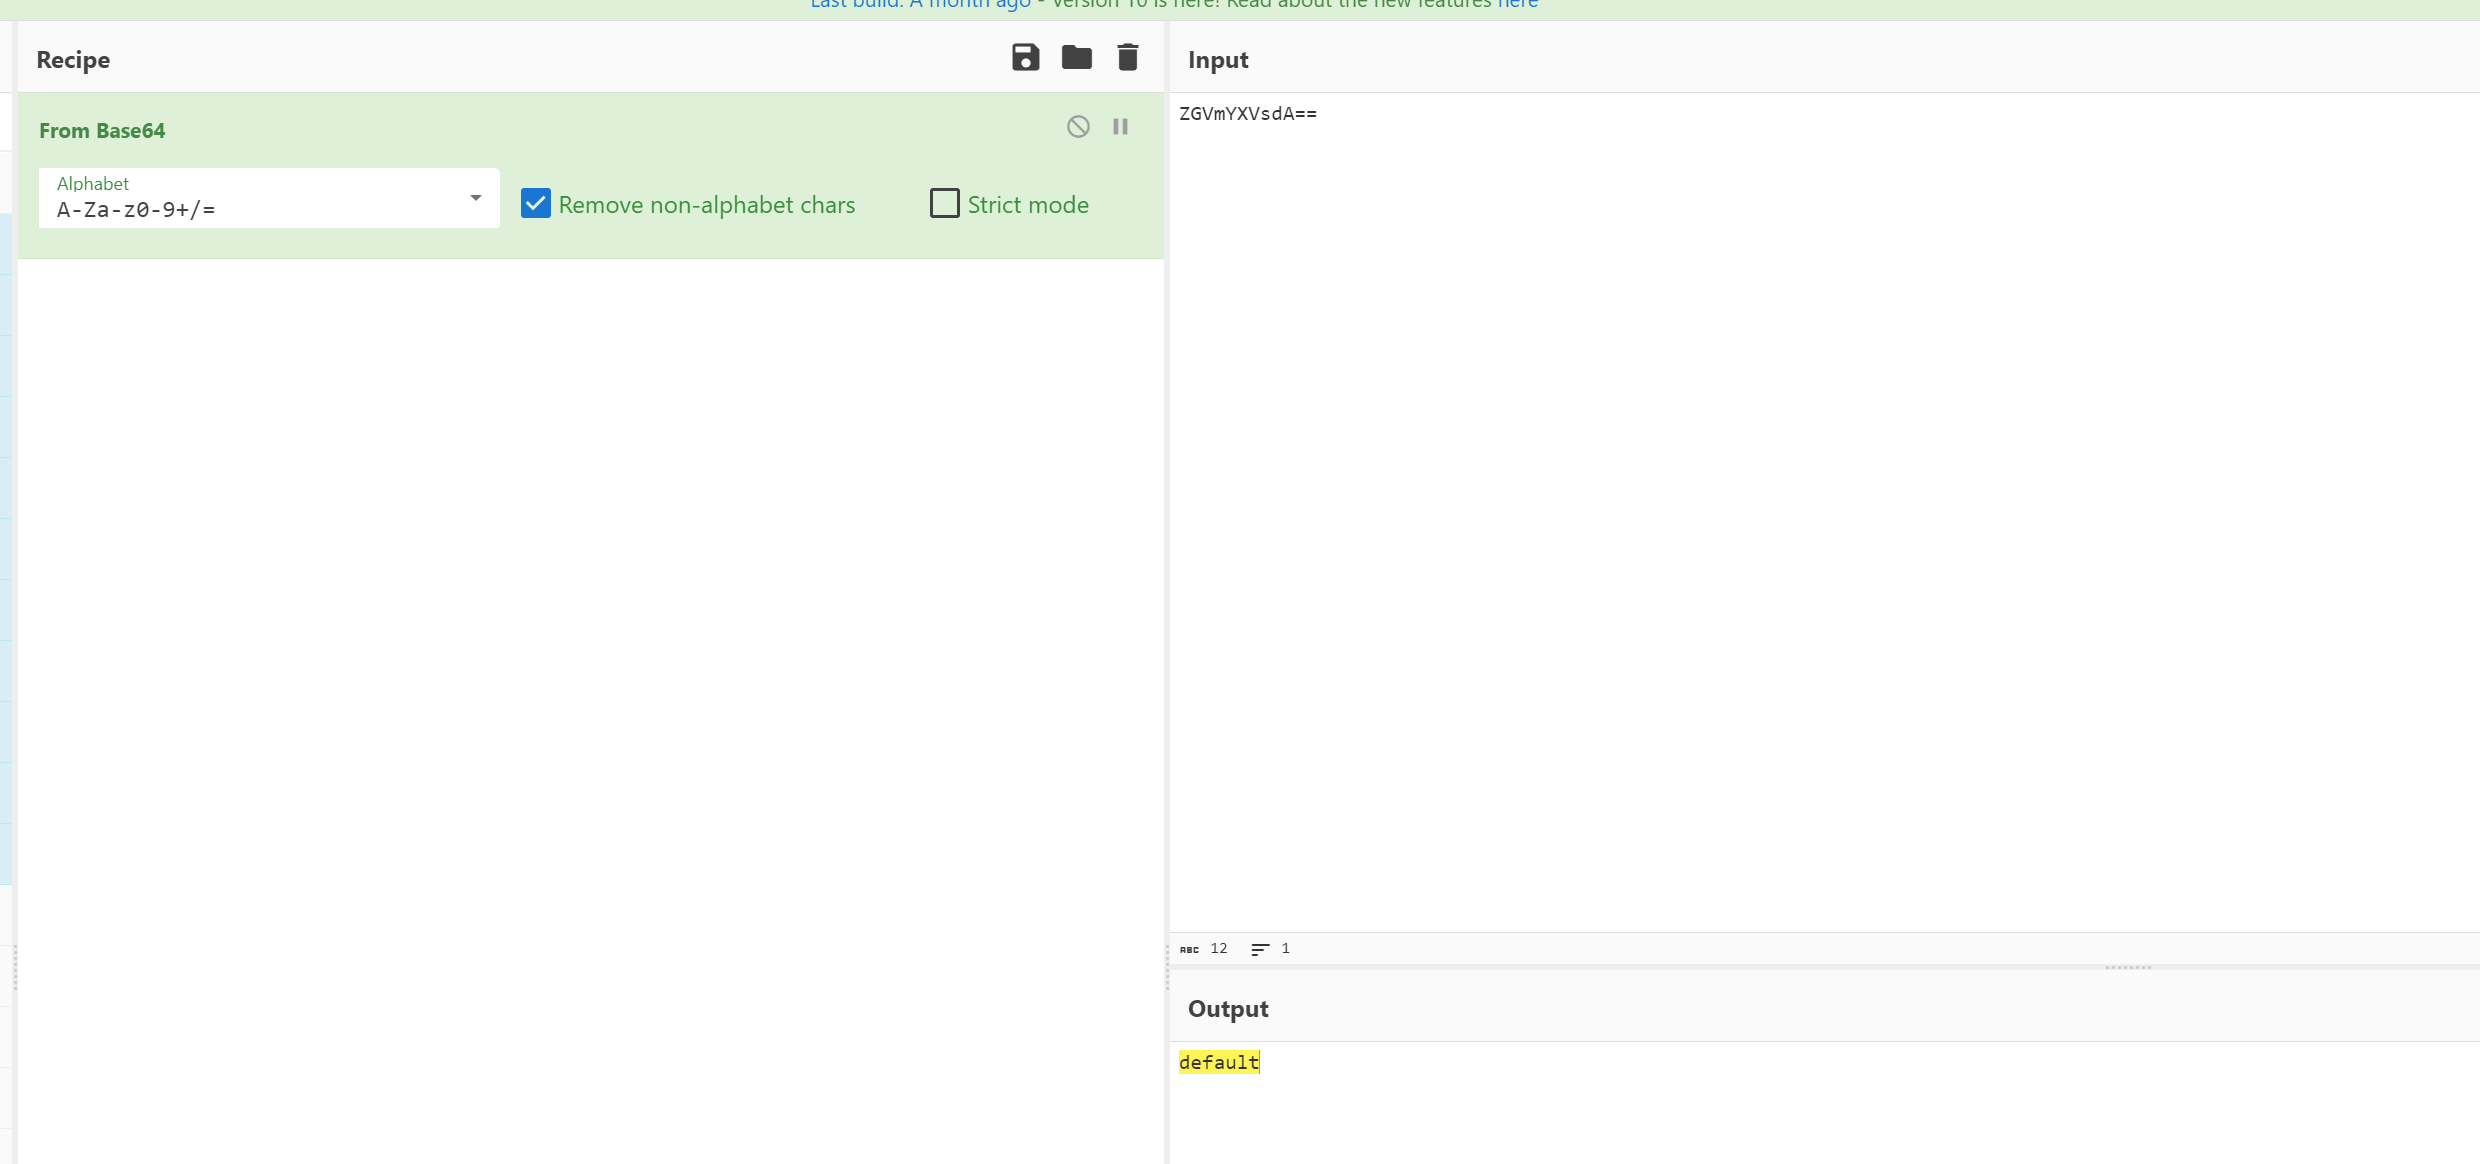 Last build: A month ago - Version 10 is here! Read about the new features here
Recipe
Input
From Base64
Alphabet
A-Za-z0-9+/=
Remove non-alphabet chars
Strict mode
ZGVmYXVsdA==
ABC 12 1
Output
default